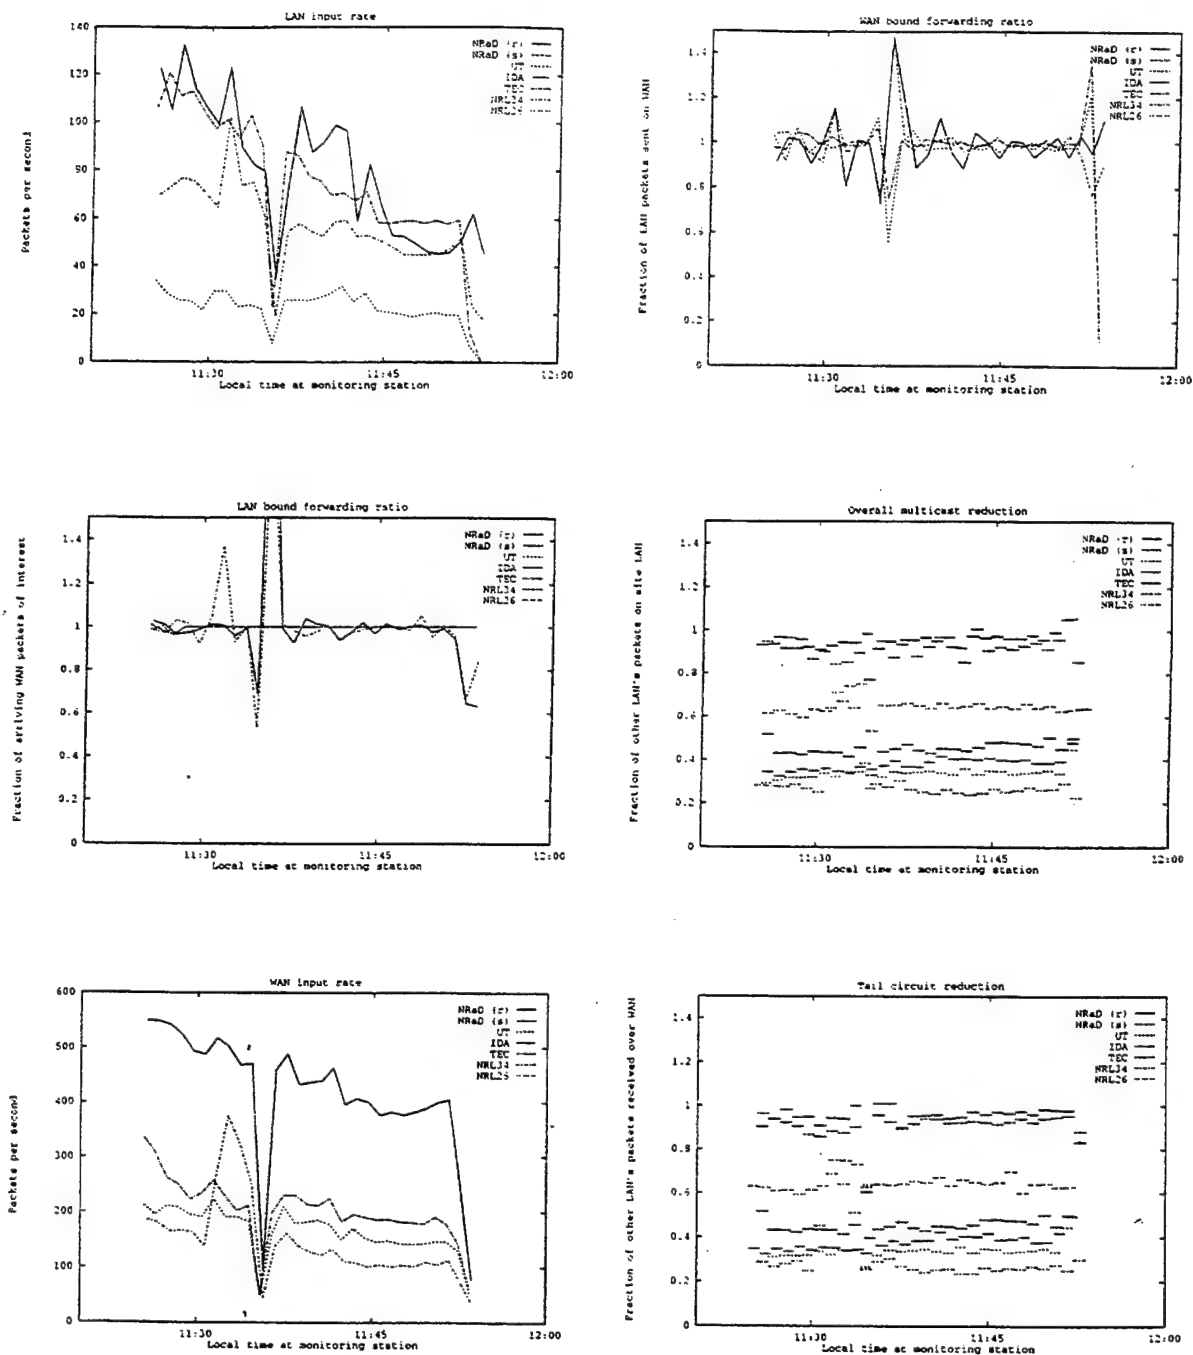 LAN input rate
140
120
100
80
60
40
20
0
Packets per second
NRaD (r)
NRaD (s)
UT
IDA
TEC
NRL34
NRL26
11:30
11:45
12:00
Local time at monitoring station
WAN bound forwarding ratio
1.4
1.2
1
0.8
0.6
0.4
0.2
0
Fraction of LAN packets sent on WAN
NRaD (r)
NRaD (s)
UT
IDA
TEC
NRL34
NRL26
11:30
11:45
12:00
Local time at monitoring station
LAN bound forwarding ratio
1.4
1.2
1
0.8
0.6
0.4
0.2
0
Fraction of arriving WAN packets of interest
NRaD (r)
NRaD (s)
UT
IDA
TEC
NRL34
NRL26
11:30
11:45
12:00
Local time at monitoring station
Overall multicast reduction
1.4
1.2
1
0.8
0.6
0.4
0.2
0
Fraction of other LAN's packets on site LAN
NRaD (r)
NRaD (s)
UT
IDA
TEC
NRL34
NRL26
11:30
11:45
12:00
Local time at monitoring station
WAN input rate
600
500
400
300
200
100
0
Packets per second
NRaD (r)
NRaD (s)
UT
IDA
TEC
NRL34
NRL26
11:30
11:45
12:00
Local time at monitoring station
Tail circuit reduction
1.4
1.2
1
0.8
0.6
0.4
0.2
0
Fraction of other LAN's packets received over WAN
NRaD (r)
NRaD (s)
UT
IDA
TEC
NRL34
NRL26
11:30
11:45
12:00
Local time at monitoring station